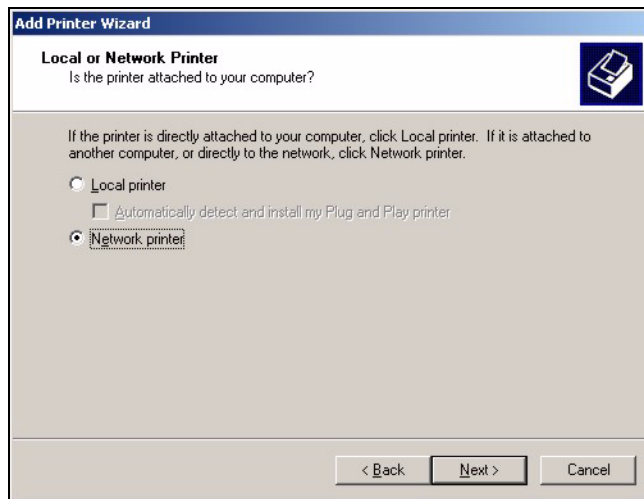 Add Printer Wizard
Local or Network Printer
Is the printer attached to your computer?
If the printer is directly attached to your computer, click Local printer. If it is attached to
another computer, or directly to the network, click Network printer.
Local printer
Automatically detect and install my Plug and Play printer
Network printer
< Back
Next >
Cancel